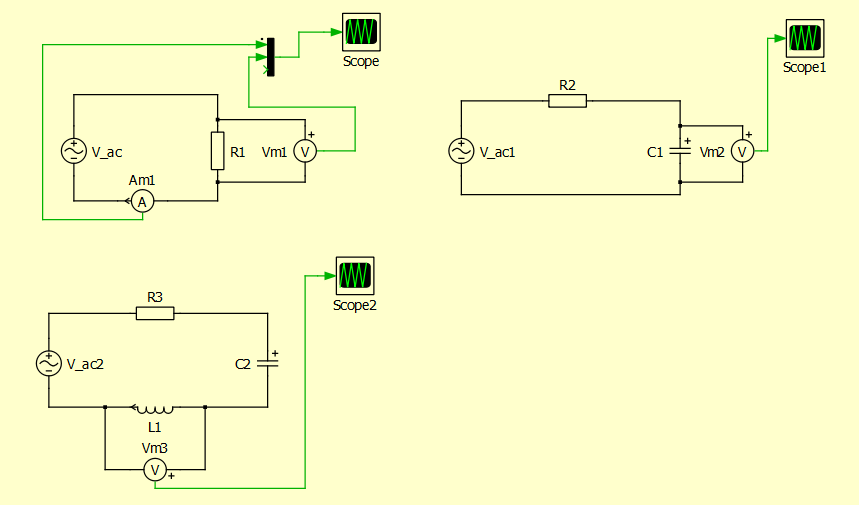 Scope
V_ac
R1
Vm1
V
Am1
A
Scope1
R2
V_ac1
C1
Vm2
V
Scope2
R3
V_ac2
C2
L1
Vm3
V